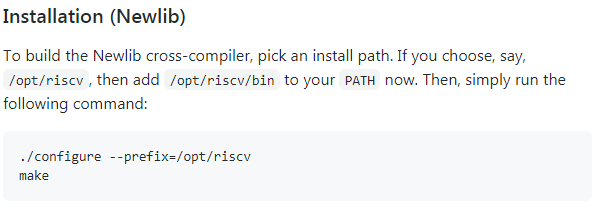 Installation (Newlib)
To build the Newlib cross-compiler, pick an install path. If you choose, say,
/opt/riscv, then add /opt/riscv/bin to your PATH now. Then, simply run the
following command:
./configure --prefix=/opt/riscv
make